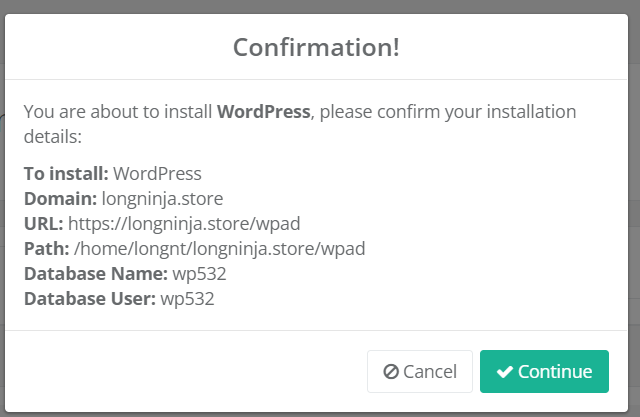 Confirmation!
You are about to install WordPress, please confirm your installation
details:
To install: WordPress
Domain: longninja.store
URL: https://longninja.store/wpad
Path: /home/longnt/longninja.store/wpad
Database Name: wp532
Database User: wp532
Cancel
Continue